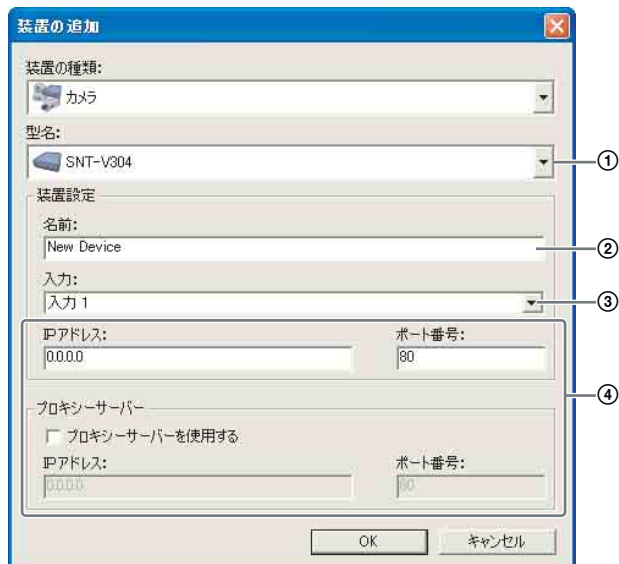 装置の追加
装置の種類:
カメラ
型名:
SNT-V304
①
装置設定
名前:
New Device
②
入力:
入力 1
③
IPアドレス:
ポート番号:
0.0.0.0
80
④
プロキシーサーバー
プロキシーサーバーを使用する
IPアドレス:
ポート番号:
0.0.0.0
80
OK
キャンセル